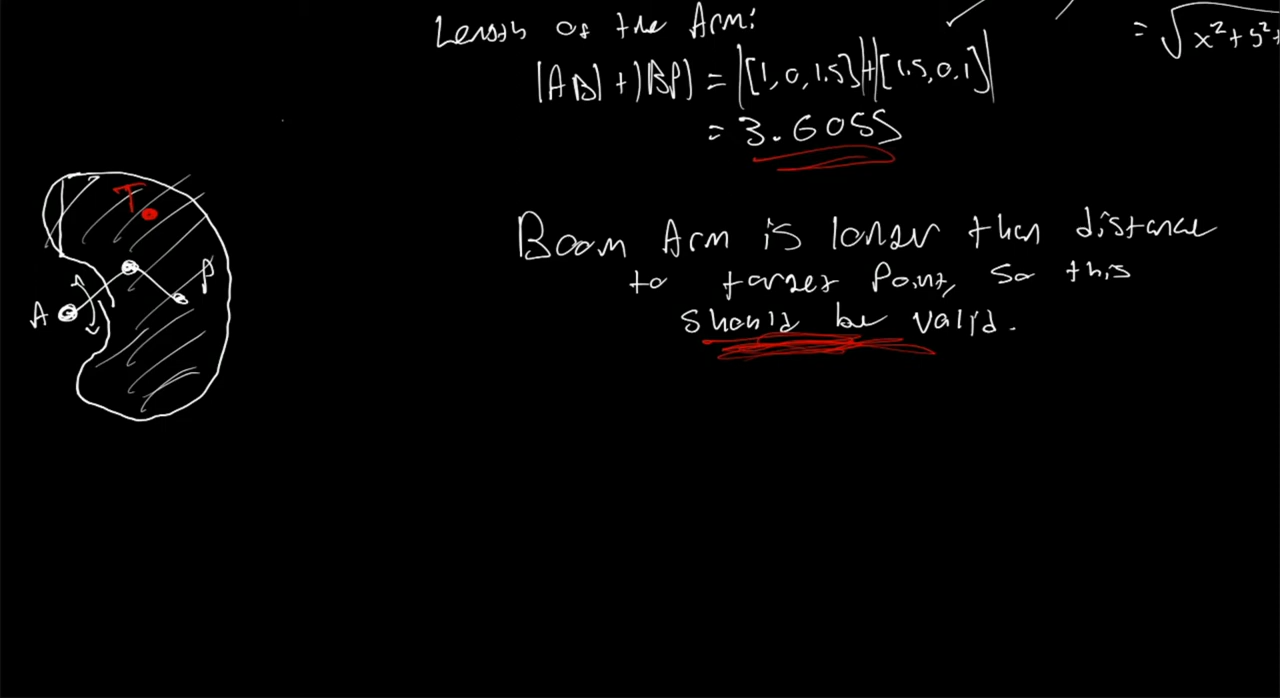 Length of the Arm:
|AB| + |BP| = |[1, 0, 1.5]| + |[1.5, 0, 1]|
= 3.6055
= √x²+y²+
T
Boom Arm is longer than distance
to target Point, so this
should be valid.
P
A